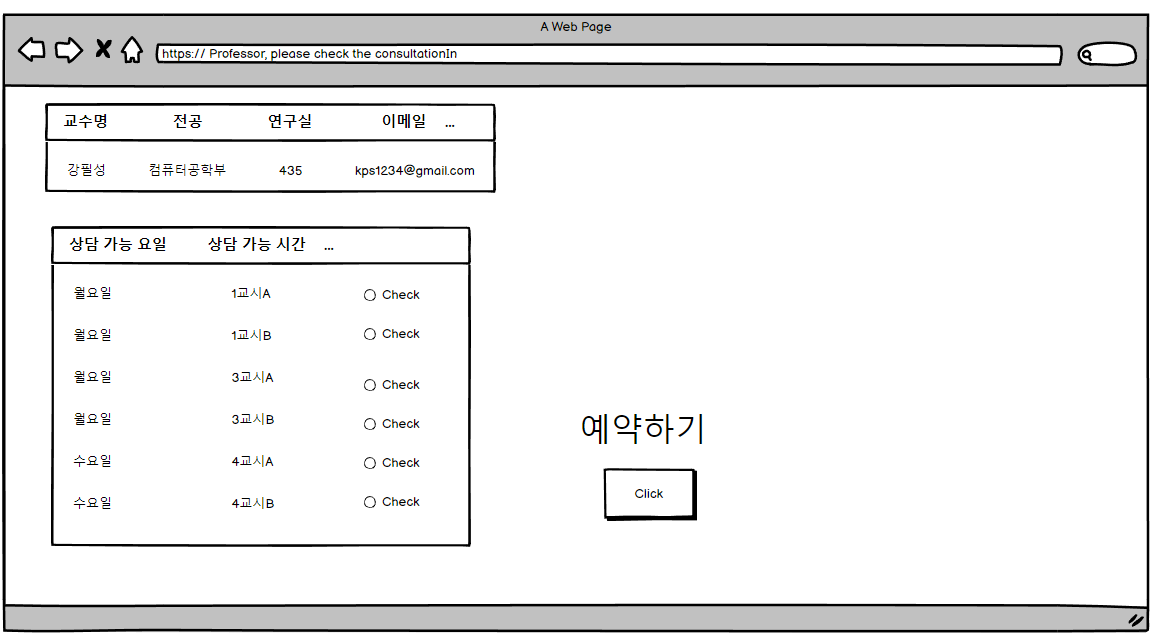 A Web Page
https:// Professor, please check the consultationIn
교수명 전공 연구실 이메일 ...
강필성 컴퓨터공학부 435 kps1234@gmail.com
상담 가능 요일 상담 가능 시간 ...
월요일 1교시A Check
월요일 1교시B Check
월요일 3교시A Check
월요일 3교시B Check
수요일 4교시A Check
수요일 4교시B Check
예약하기
Click